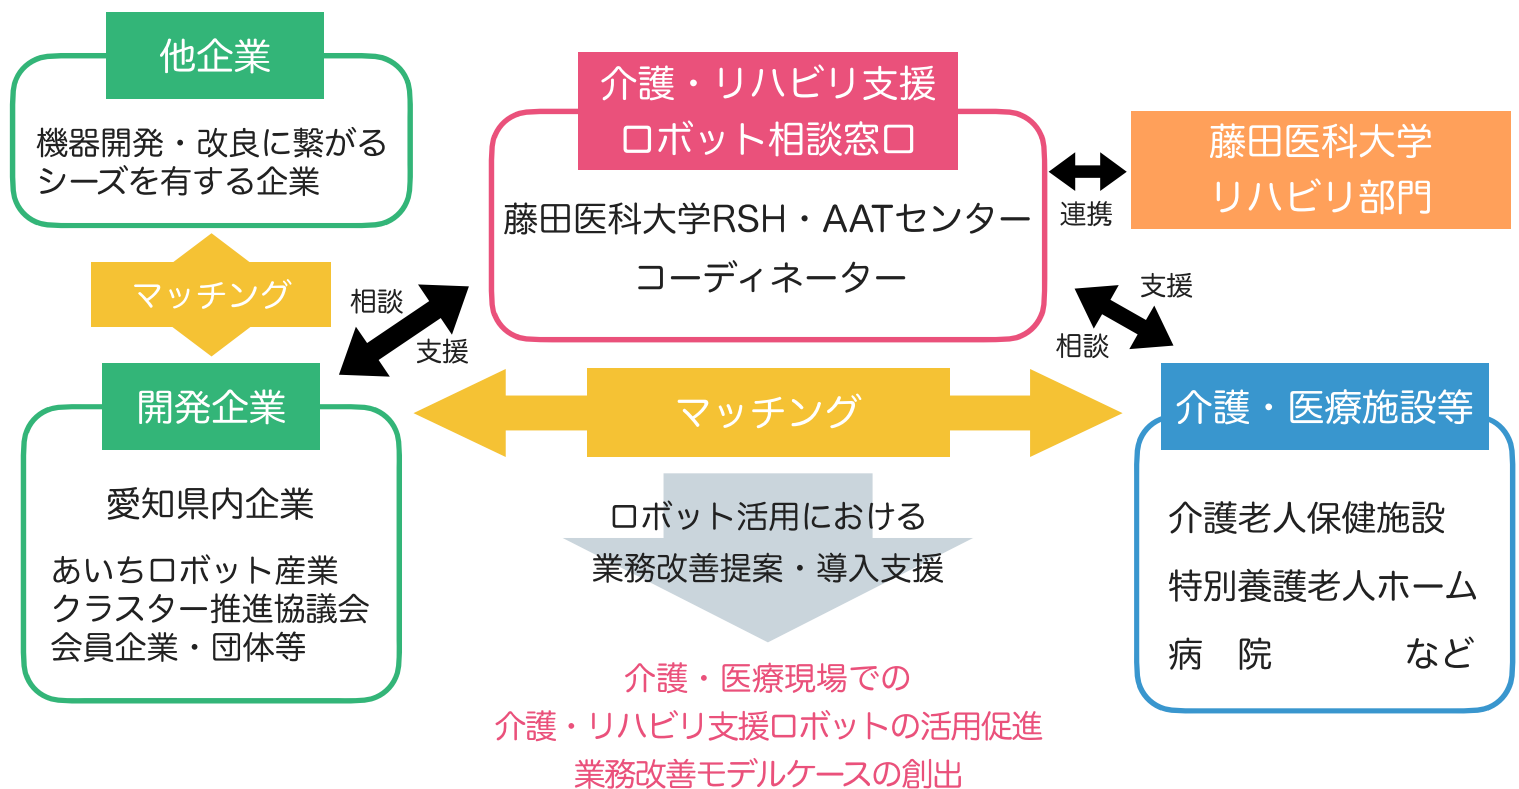 他企業
機器開発・改良に繋がる
シーズを有する企業
マッチング
介護・リハビリ支援
ロボット相談窓口
藤田医科大学RSH・AATセンター
コーディネーター
連携
藤田医科大学
リハビリ部門
相談
支援
支援
相談
開発企業
愛知県内企業
あいちロボット産業
クラスター推進協議会
会員企業・団体等
マッチング
介護・医療施設等
介護老人保健施設
特別養護老人ホーム
病　院　　　　など
ロボット活用における
業務改善提案・導入支援
介護・医療現場での
介護・リハビリ支援ロボットの活用促進
業務改善モデルケースの創出